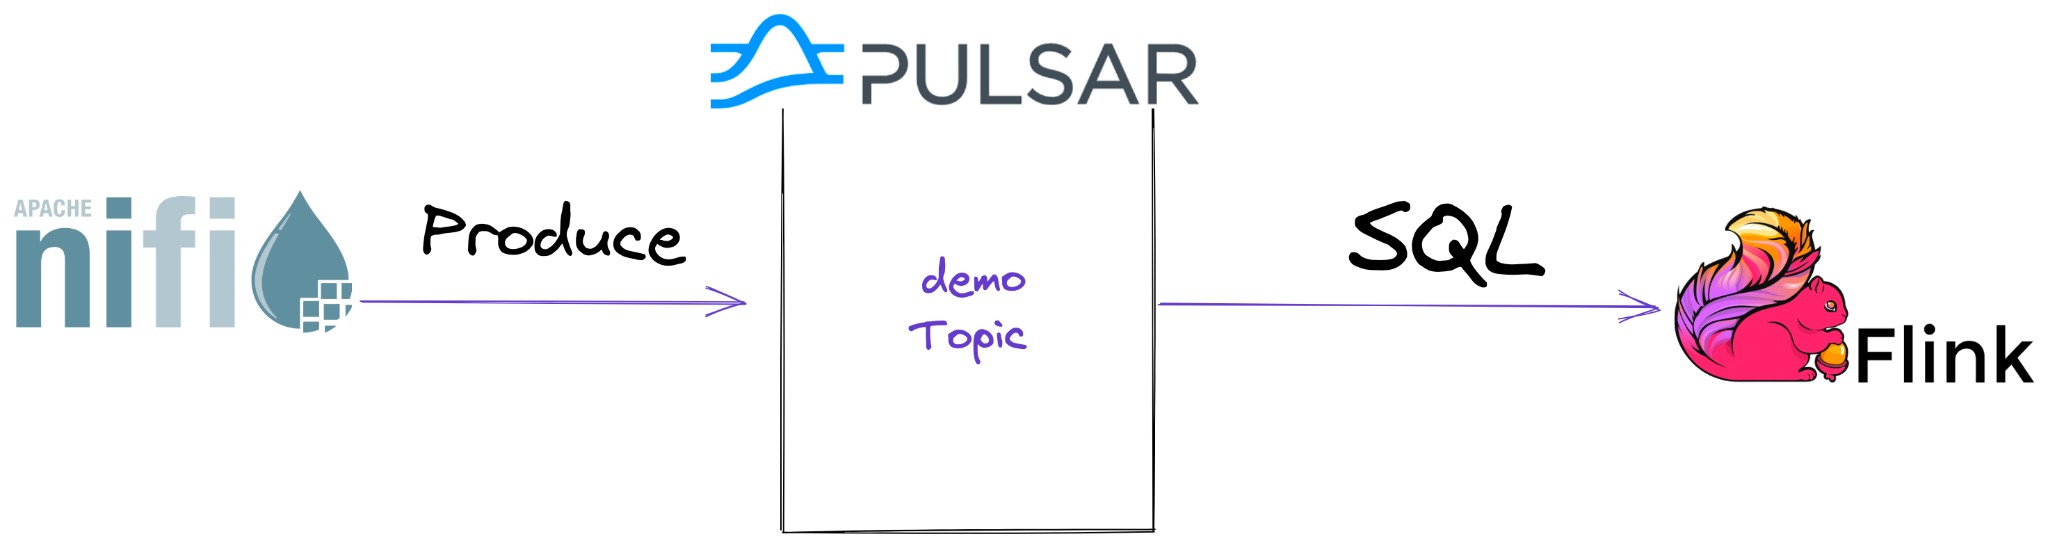 PULSAR
APACHE
nifi
Produce
demo
Topic
SQL
Flink